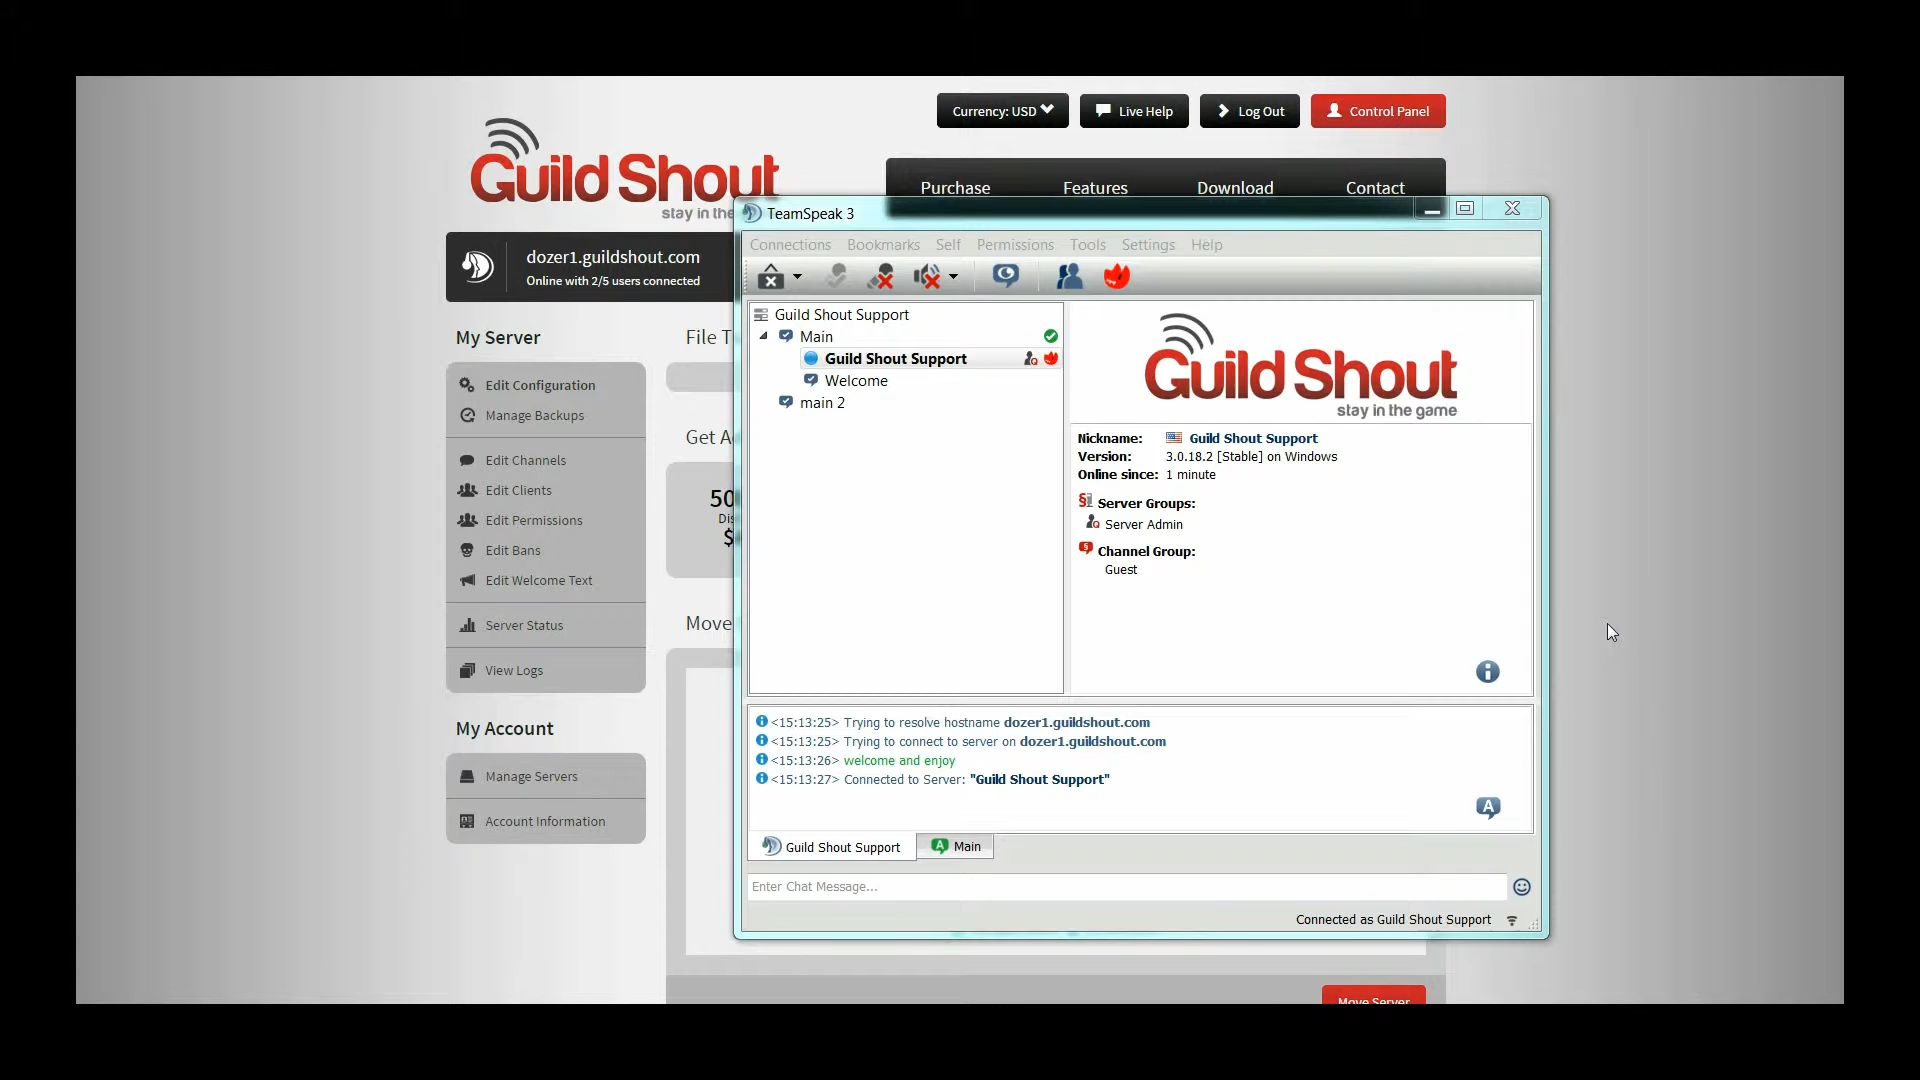 Currency: USD
Live Help
Log Out
Control Panel
Guild Shout
stay in the
Purchase
Features
Download
Contact
dozer1.guildshout.com
Online with 2/5 users connected
My Server
Edit Configuration
Manage Backups
Edit Channels
Edit Clients
Edit Permissions
Edit Bans
Edit Welcome Text
Server Status
View Logs
My Account
Manage Servers
Account Information
File T
Get A
50
Dis
$
Move
TeamSpeak 3
Connections Bookmarks Self Permissions Tools Settings Help
Guild Shout Support
Main
Guild Shout Support
Welcome
main 2
Guild Shout
stay in the game
Nickname: Guild Shout Support
Version: 3.0.18.2 [Stable] on Windows
Online since: 1 minute
Server Groups:
Server Admin
Channel Group:
Guest
<15:13:25> Trying to resolve hostname dozer1.guildshout.com
<15:13:25> Trying to connect to server on dozer1.guildshout.com
<15:13:26> welcome and enjoy
<15:13:27> Connected to Server: "Guild Shout Support"
Guild Shout Support
Main
Enter Chat Message...
Connected as Guild Shout Support
Move Server